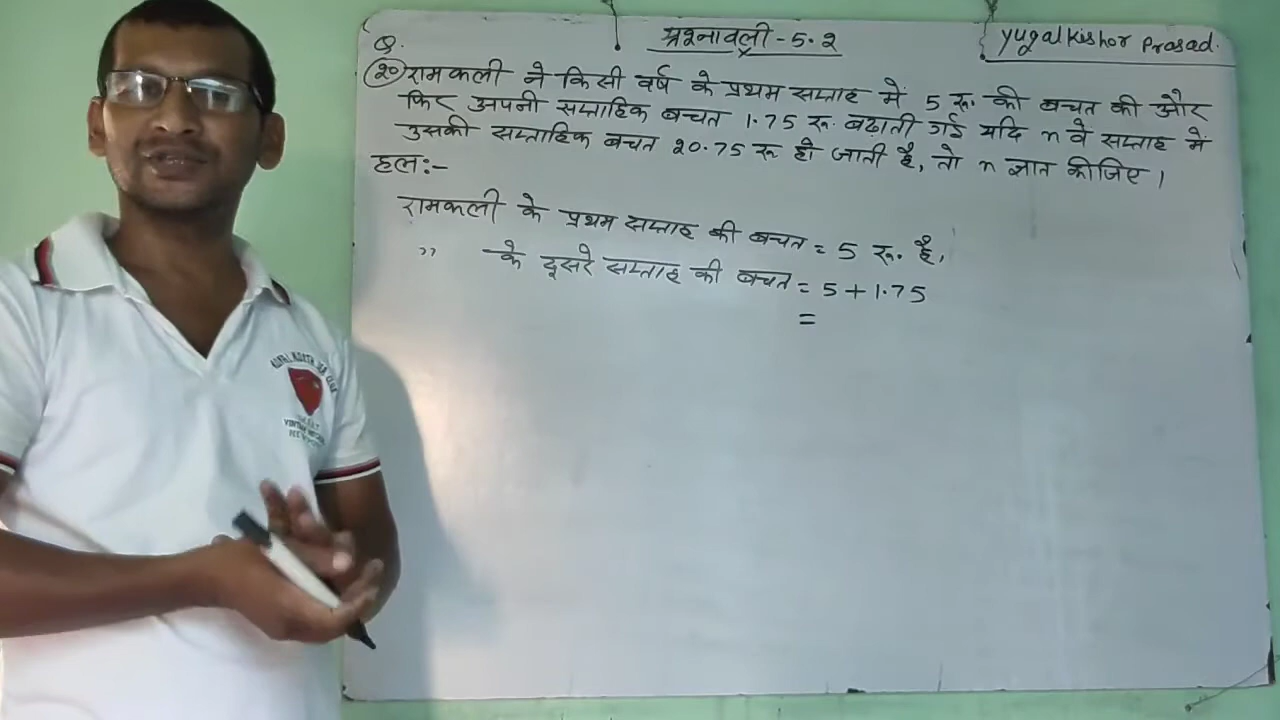 प्रश्नावली-5.2
Yugal Kishor Prasad.
Q.
20 रामकली ने किसी वर्ष के प्रथम सप्ताह में 5 रू. की बचत की और
फिर अपनी सप्ताहिक बचत 1.75 रू. बढाती गई यदि n वे सप्ताह में
उसकी सप्ताहिक बचत 20.75 रू हो जाती है, तो n ज्ञात कीजिए।
हल:-
रामकली के प्रथम सप्ताह की बचत = 5 रू. है,
,, के दूसरे सप्ताह की बचत = 5 + 1.75
=